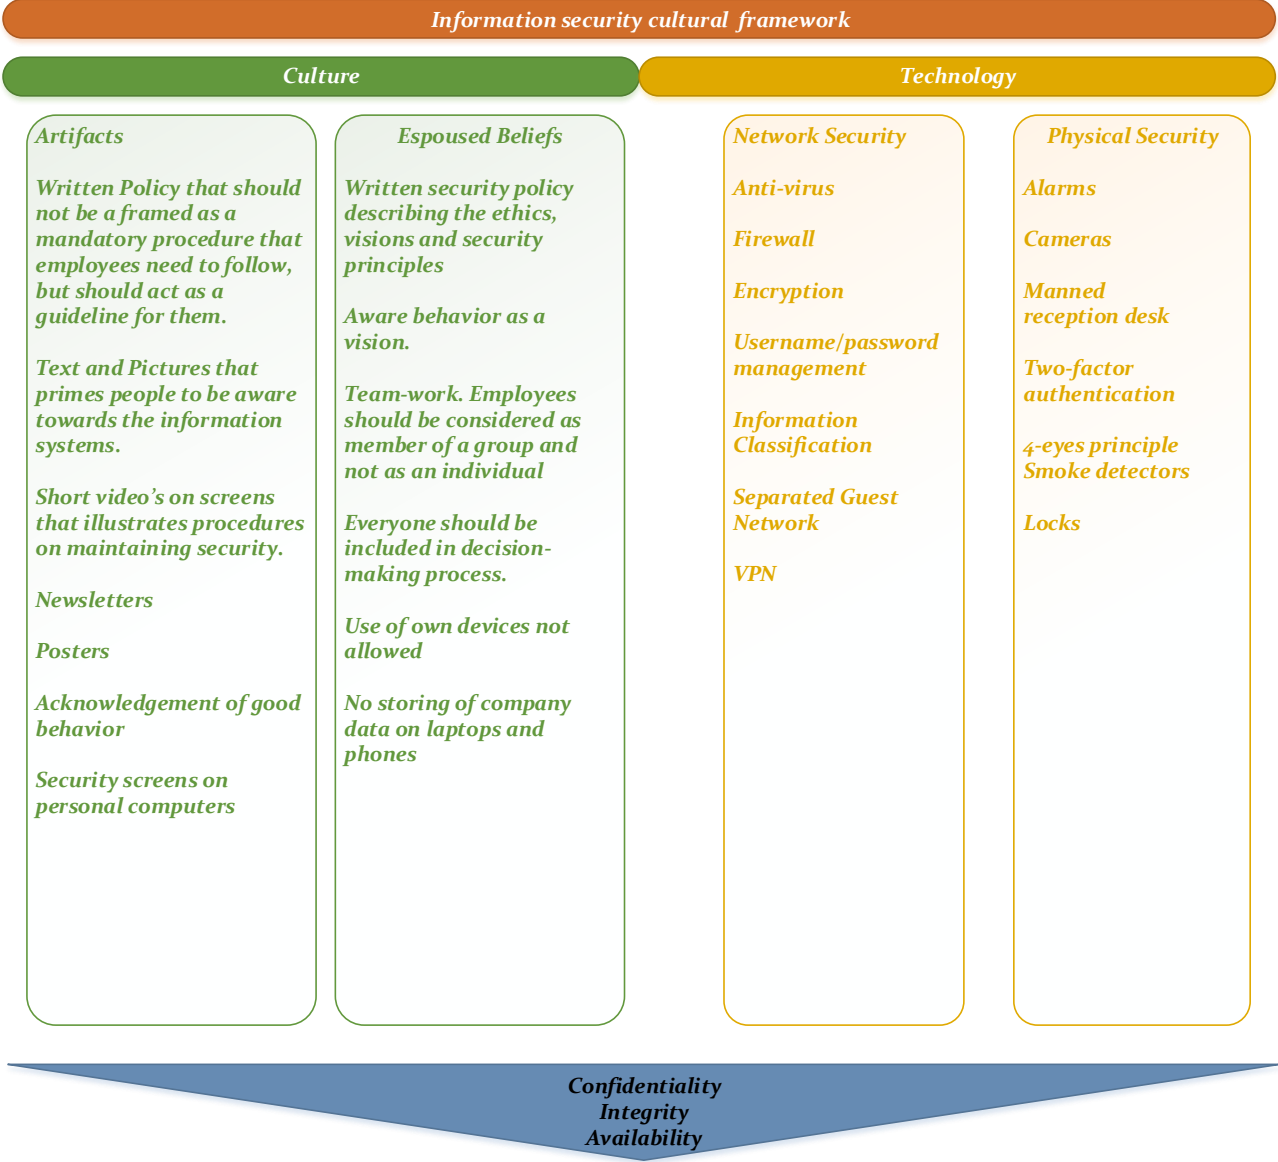 Information security cultural framework
Culture
Technology
Artifacts
Written Policy that should
not be a framed as a
mandatory procedure that
employees need to follow,
but should act as a
guideline for them.
Text and Pictures that
primes people to be aware
towards the information
systems.
Short video’s on screens
that illustrates procedures
on maintaining security.
Newsletters
Posters
Acknowledgement of good
behavior
Security screens on
personal computers
Espoused Beliefs
Written security policy
describing the ethics,
visions and security
principles
Aware behavior as a
vision.
Team-work. Employees
should be considered as
member of a group and
not as an individual
Everyone should be
included in decision-
making process.
Use of own devices not
allowed
No storing of company
data on laptops and
phones
Network Security
Anti-virus
Firewall
Encryption
Username/password
management
Information
Classification
Separated Guest
Network
VPN
Physical Security
Alarms
Cameras
Manned
reception desk
Two-factor
authentication
4-eyes principle
Smoke detectors
Locks
Confidentiality
Integrity
Availability